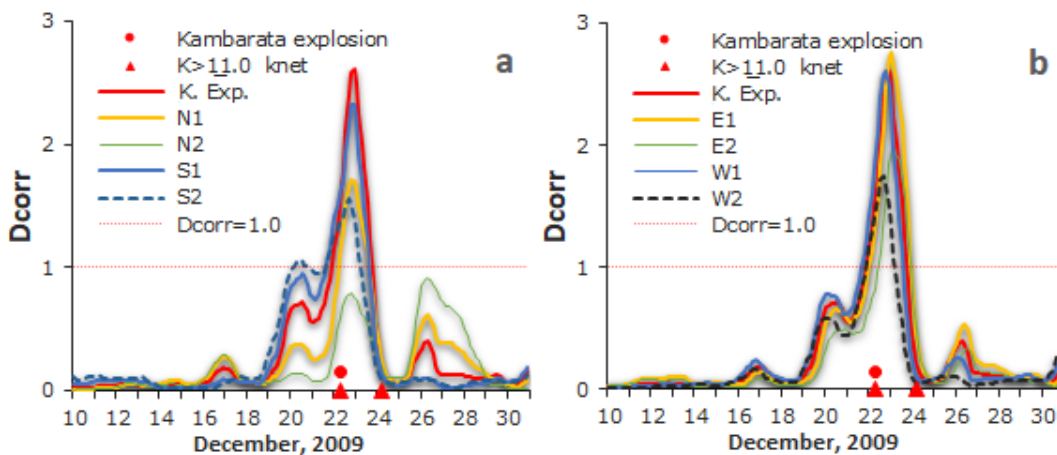 3
a
Kambarata explosion
K>11.0 knet
K. Exp.
N1
N2
S1
S2
Dcorr=1.0
2
1
0
Dcorr
10 12 14 16 18 20 22 24 26 28 30
December, 2009
3
b
Kambarata explosion
K>11.0 knet
K. Exp.
E1
E2
W1
W2
Dcorr=1.0
2
1
0
Dcorr
10 12 14 16 18 20 22 24 26 28 30
December, 2009